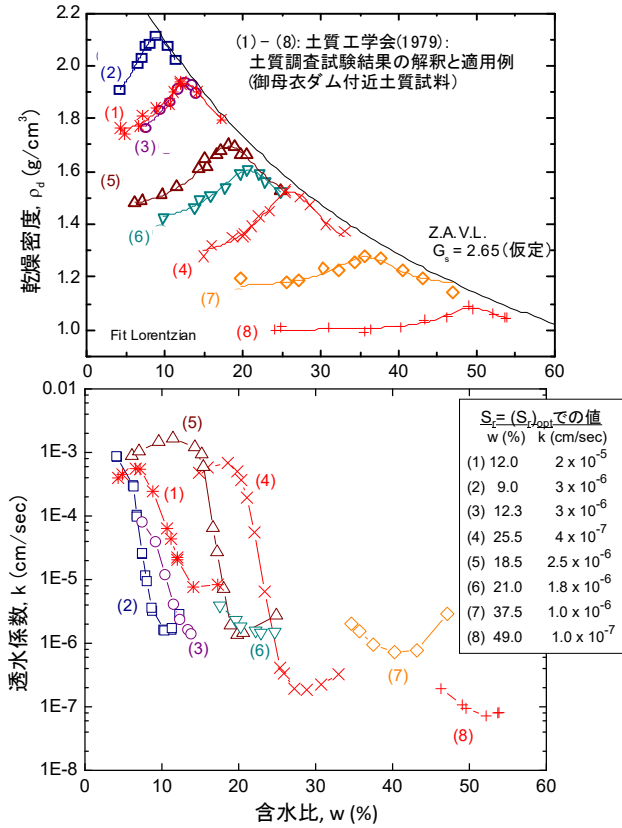 (1) - (8): 土質工学会(1979):
土質調査試験結果の解釈と適用例
(御母衣ダム付近土質試料)
乾燥密度, ρd (g/cm3)
2.2
2.0
1.8
1.6
1.4
1.2
1.0
(2)
(1)
(3)
(5)
(6)
(4)
(7)
(8)
Z.A.V.L.
Gs = 2.65 (仮定)
Fit Lorentzian
0 10 20 30 40 50 60
透水係数, k (cm/sec)
0.01
1E-3
1E-4
1E-5
1E-6
1E-7
1E-8
(5)
(4)
(1)
(2)
(3)
(6)
(7)
(8)
Sr= (Sr)optでの値
w (%) k (cm/sec)
(1) 12.0 2 x 10-5
(2) 9.0 3 x 10-6
(3) 12.3 3 x 10-6
(4) 25.5 4 x 10-7
(5) 18.5 2.5 x 10-6
(6) 21.0 1.8 x 10-6
(7) 37.5 1.0 x 10-6
(8) 49.0 1.0 x 10-7
0 10 20 30 40 50 60
含水比, w (%)